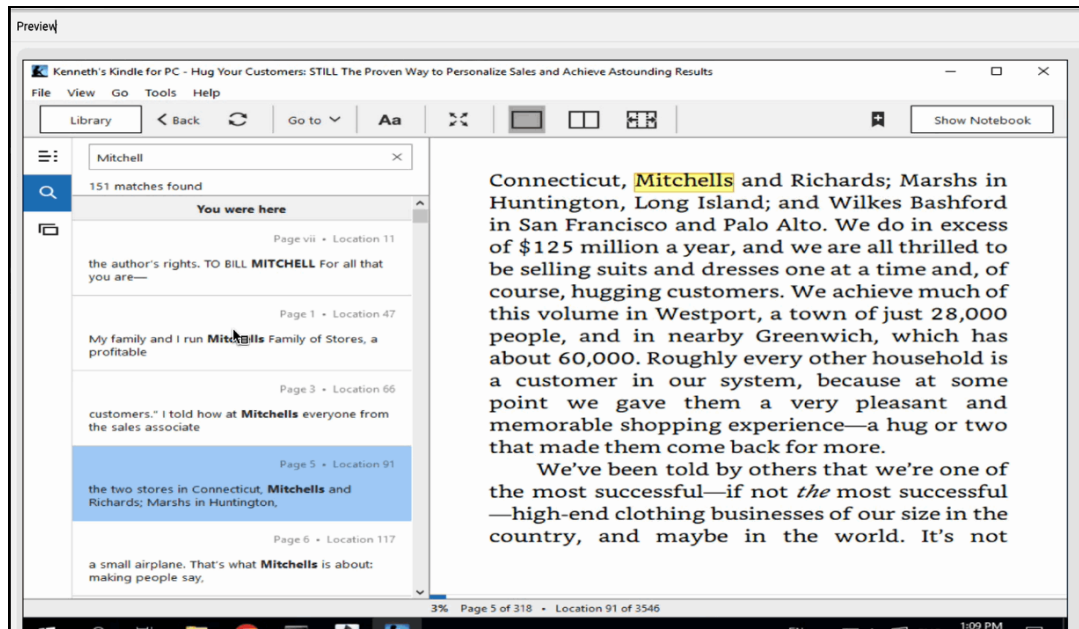 Preview
Kenneth's Kindle for PC - Hug Your Customers: STILL The Proven Way to Personalize Sales and Achieve Astounding Results
File View Go Tools Help
Library
Back
Go to
Aa
Show Notebook
Mitchell
151 matches found
You were here
Page vii • Location 11
the author's rights. TO BILL MITCHELL For all that
you are—
Page 1 • Location 47
My family and I run Mitchells Family of Stores, a
profitable
Page 3 • Location 66
customers." I told how at Mitchells everyone from
the sales associate
Page 5 • Location 91
the two stores in Connecticut, Mitchells and
Richards; Marshs in Huntington,
Page 6 • Location 117
a small airplane. That's what Mitchells is about:
making people say,
Connecticut, Mitchells and Richards; Marshs in
Huntington, Long Island; and Wilkes Bashford
in San Francisco and Palo Alto. We do in excess
of $125 million a year, and we are all thrilled to
be selling suits and dresses one at a time and, of
course, hugging customers. We achieve much of
this volume in Westport, a town of just 28,000
people, and in nearby Greenwich, which has
about 60,000. Roughly every other household is
a customer in our system, because at some
point we gave them a very pleasant and
memorable shopping experience—a hug or two
that made them come back for more.
We've been told by others that we're one of
the most successful—if not the most successful
—high-end clothing businesses of our size in the
country, and maybe in the world. It's not
3% Page 5 of 318 • Location 91 of 3546
1:09 PM